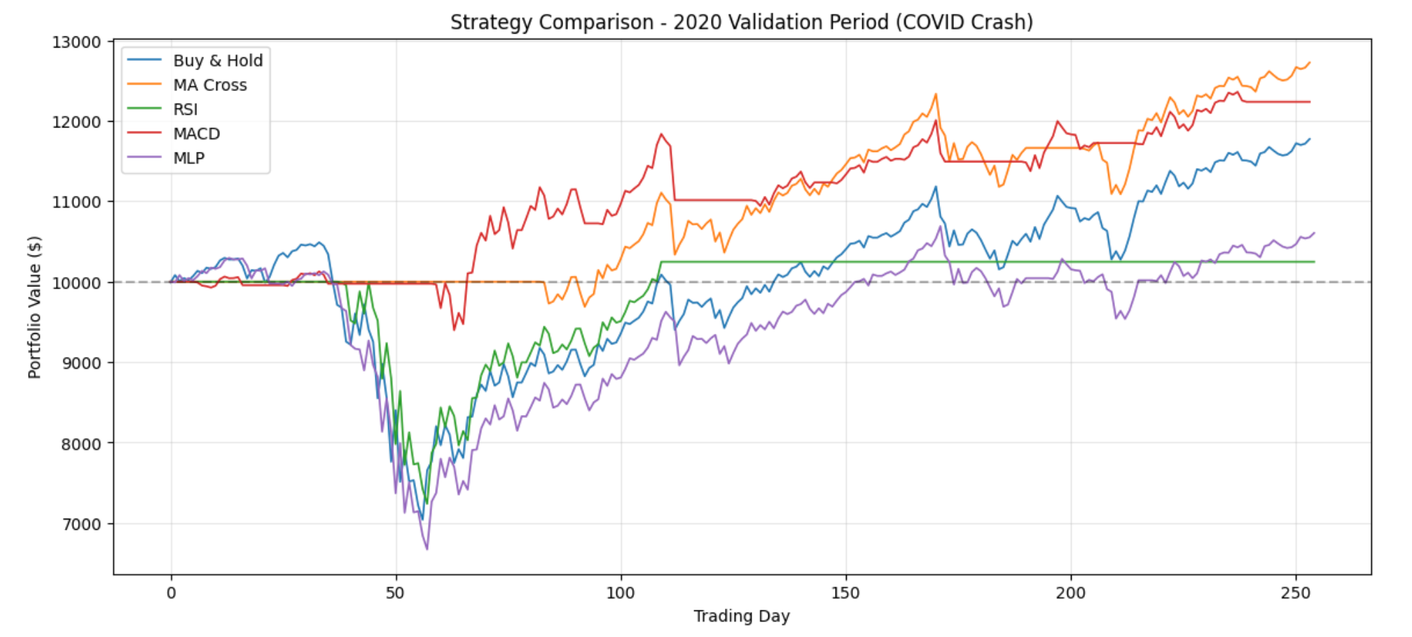 Strategy Comparison - 2020 Validation Period (COVID Crash)
Portfolio Value ($)
13000
12000
11000
10000
9000
8000
7000
Buy & Hold
MA Cross
RSI
MACD
MLP
0
50
100
150
200
250
Trading Day